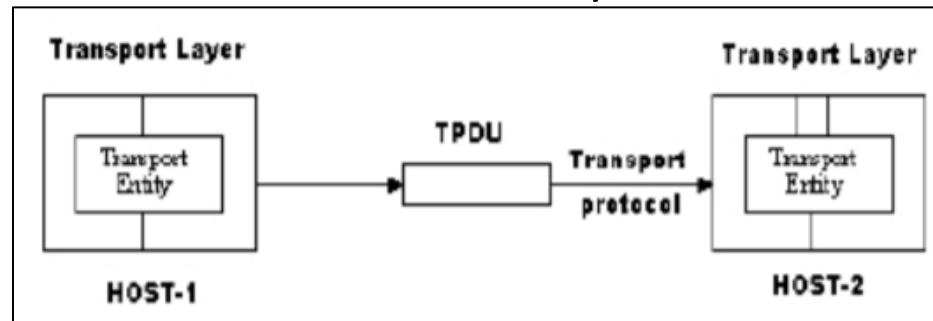 Transport Layer
Transport Layer
TPDU
Transport
Entity
Transport
protocol
Transport
Entity
HOST-1
HOST-2